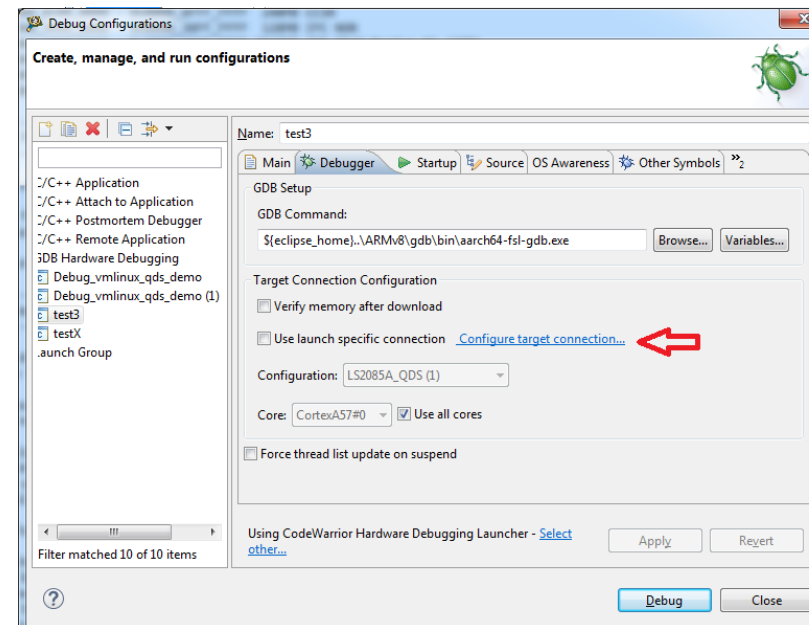 Debug Configurations
Create, manage, and run configurations
Name: test3
Main Debugger Startup Source OS Awareness Other Symbols »2
:/C++ Application
:/C++ Attach to Application
:/C++ Postmortem Debugger
:/C++ Remote Application
GDB Hardware Debugging
Debug_vmlinux_qds_demo
Debug_vmlinux_qds_demo (1)
test3
testX
.aunch Group
Filter matched 10 of 10 items
GDB Setup
GDB Command:
${eclipse_home}..\ARMv8\gdb\bin\aarch64-fsl-gdb.exe Browse... Variables...
Target Connection Configuration
Verify memory after download
Use launch specific connection Configure target connection...
Configuration: LS2085A_QDS (1)
Core: CortexA57#0 Use all cores
Force thread list update on suspend
Using CodeWarrior Hardware Debugging Launcher - Select
other...
Apply Revert
? Debug Close